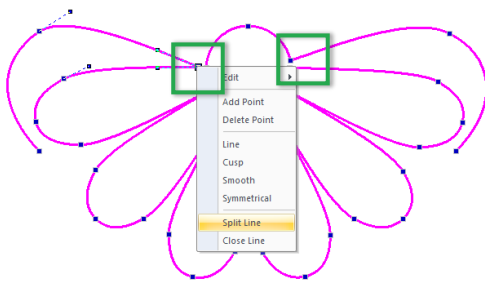 Edit
Add Point
Delete Point
Line
Cusp
Smooth
Symmetrical
Split Line
Close Line